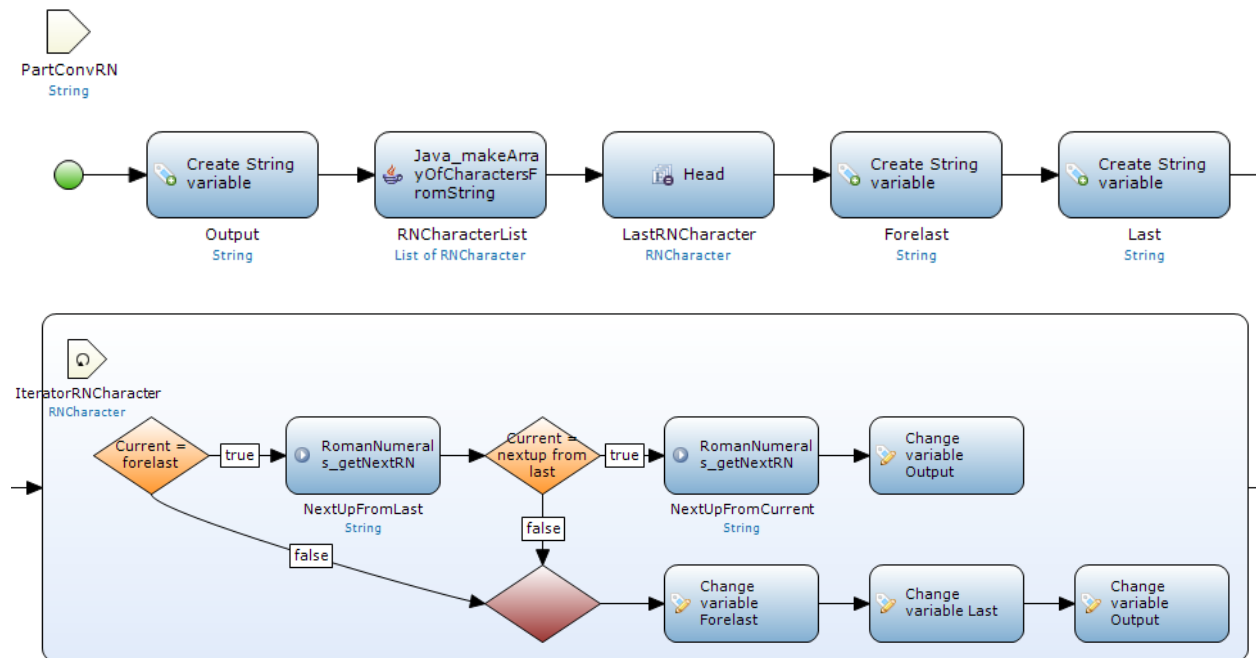 PartConvRN
String
Create String
variable
Output
String
Java_makeArra
yOfCharactersF
romString
RNCharacterList
List of RNCharacter
Head
LastRNCharacter
RNCharacter
Create String
variable
Forelast
String
Create String
variable
Last
String
IteratorRNCharacter
RNCharacter
Current =
forelast
true
RomanNumeral
s_getNextRN
NextUpFromLast
String
Current =
nextup from
last
true
RomanNumeral
s_getNextRN
NextUpFromCurrent
String
Change
variable
Output
false
false
Change
variable
Forelast
Change
variable Last
Change
variable
Output